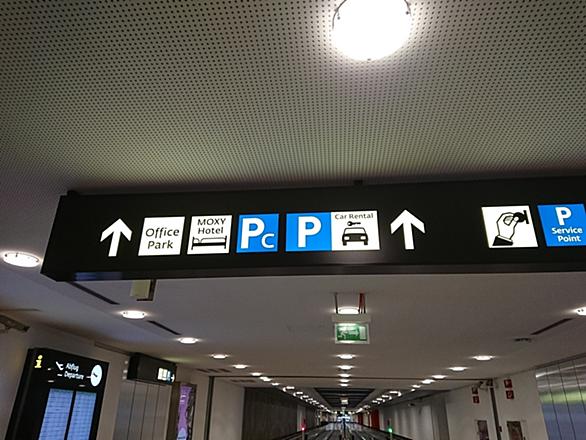 Office
Park
MOXY
Hotel
PC
P
Car Rental
P
Service
Point
i
Abflug
Departure